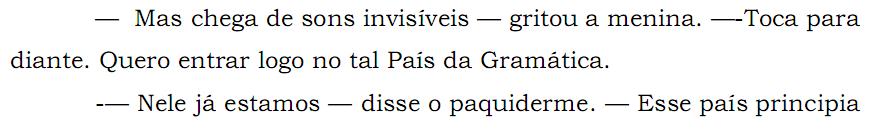 — Mas chega de sons invisíveis — gritou a menina. —-Toca para
diante. Quero entrar logo no tal País da Gramática.
-— Nele já estamos — disse o paquiderme. — Esse país principia